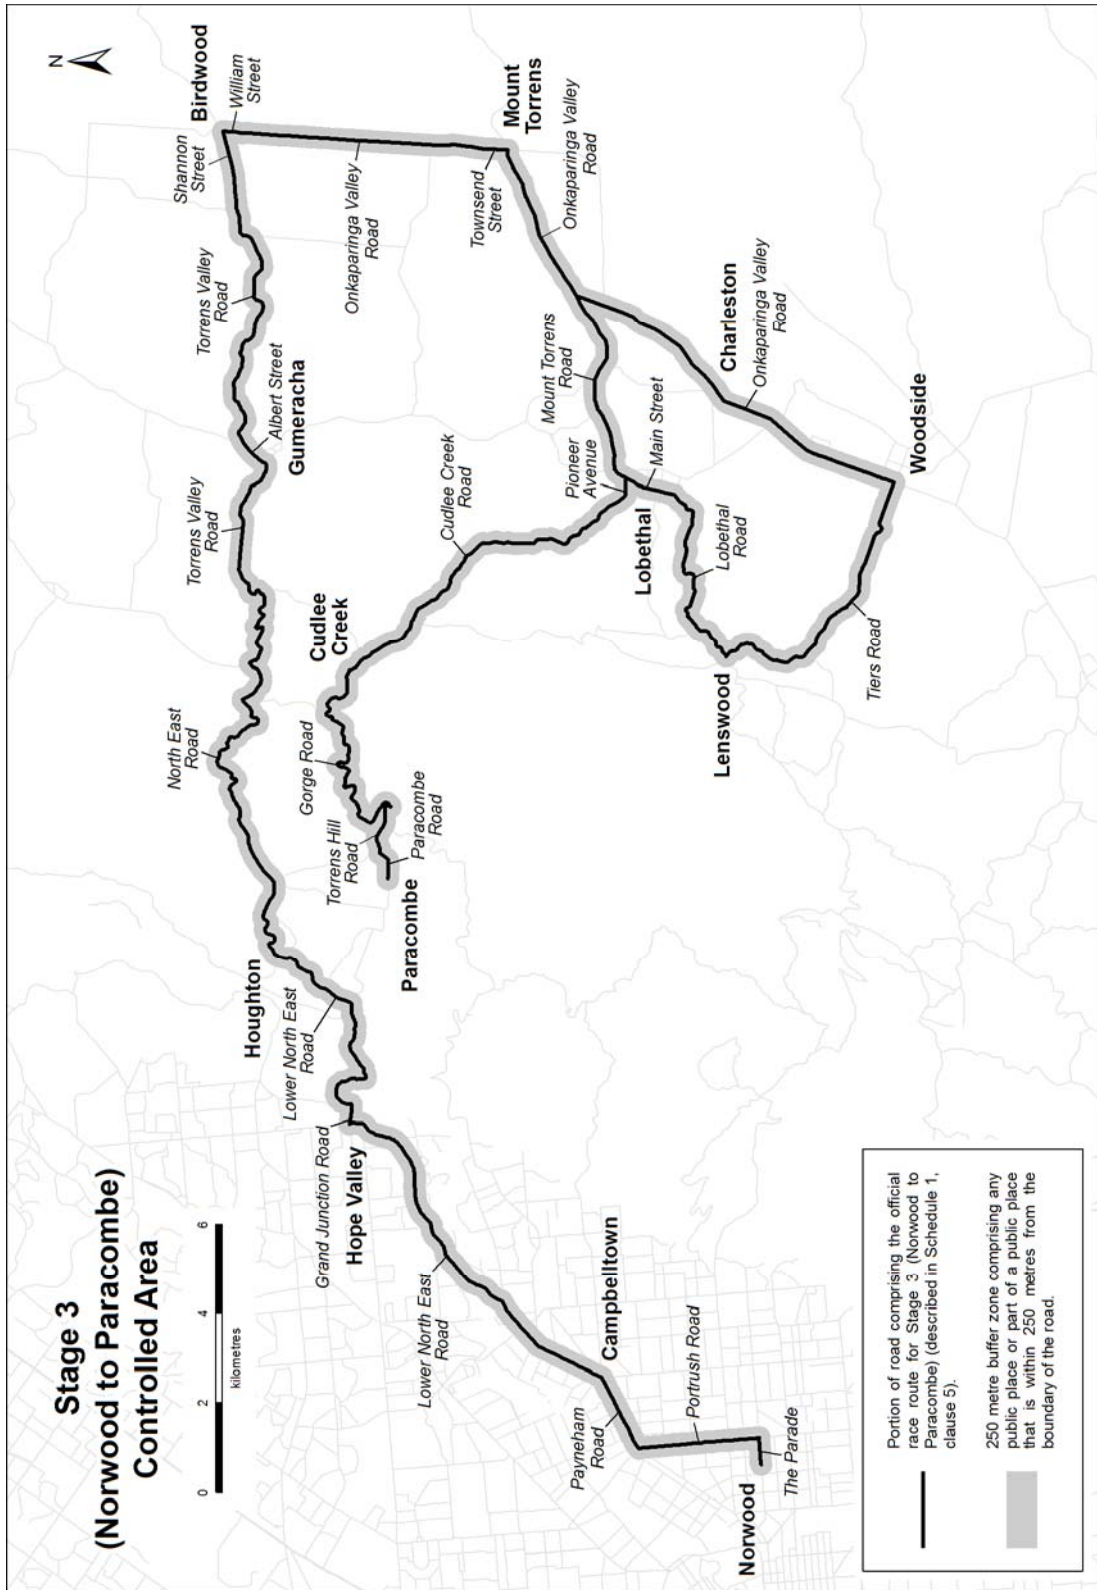 Stage 3
(Norwood to Paracombe)
Controlled Area
0
2
4
6
kilometres
N
Birdwood
William
Street
Shannon
Street
Torrens Valley
Road
Onkaparinga Valley
Road
Mount
Torrens
Townsend
Street
Onkaparinga Valley
Road
Albert Street
Gumeracha
Torrens Valley
Road
Mount Torrens
Road
Charleston
Onkaparinga Valley
Road
Main Street
Pioneer
Avenue
Cudlee Creek
Road
Woodside
Lobethal
Lobethal
Road
Cudlee
Creek
North East
Road
Gorge Road
Lenswood
Tiers Road
Torrens Hill
Road
Paracombe
Road
Paracombe
Houghton
Lower North East
Road
Grand Junction Road
Hope Valley
Lower North East
Road
Campbelltown
Payneham
Road
Portrush Road
Norwood
The Parade
Portion of road comprising the official
race route for Stage 3 (Norwood to
Paracombe) (described in Schedule 1,
clause 5).
250 metre buffer zone comprising any
public place or part of a public place
that is within 250 metres from the
boundary of the road.